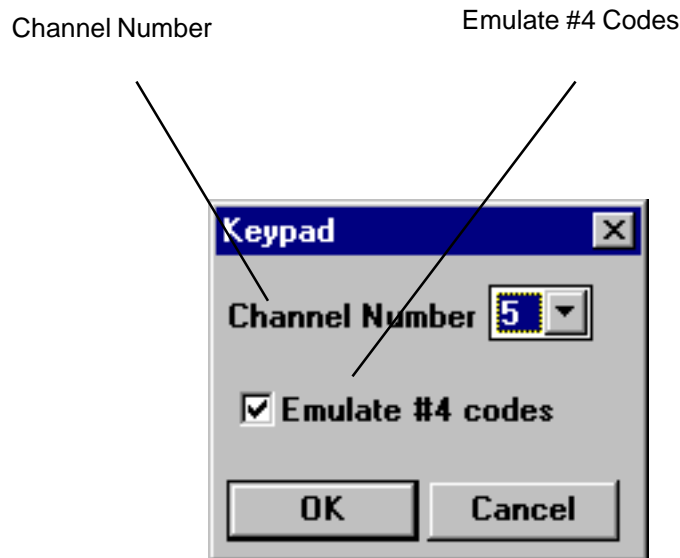 Channel Number
Emulate #4 Codes
Keypad
Channel Number 5
Emulate #4 codes
OK Cancel